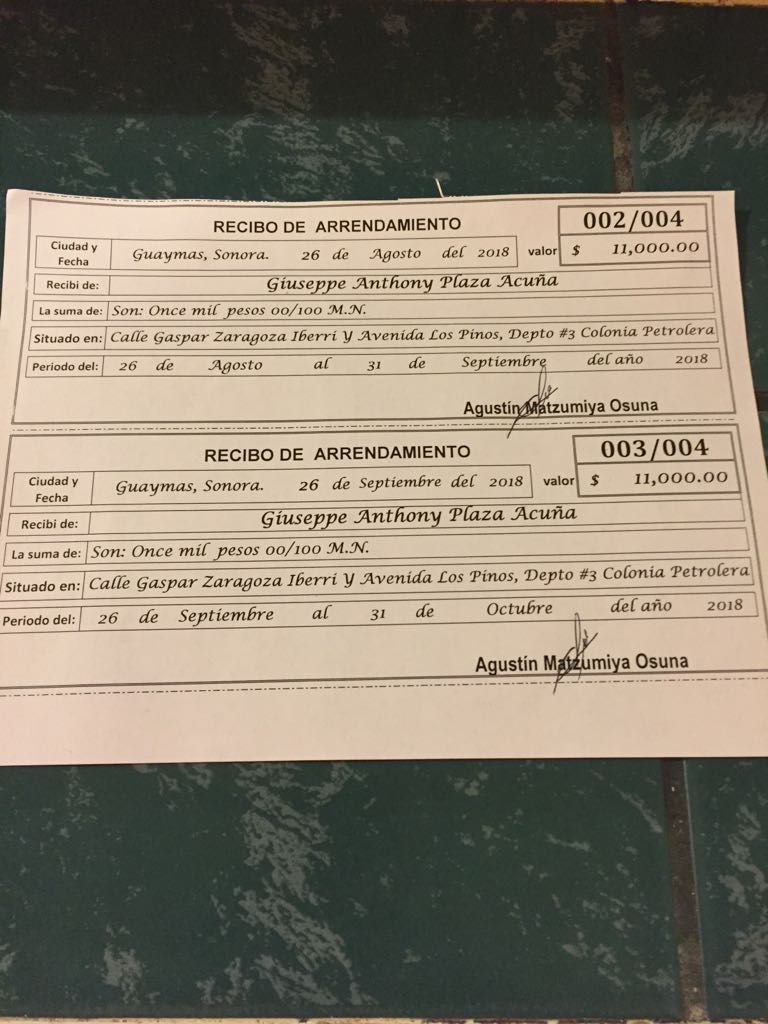 RECIBO DE ARRENDAMIENTO 002/004
Ciudad y Fecha Guaymas, Sonora. 26 de Agosto del 2018 valor $ 11,000.00
Recibi de: Giuseppe Anthony Plaza Acuña
La suma de: Son: Once mil pesos 00/100 M.N.
Situado en: Calle Gaspar Zaragoza Iberri Y Avenida Los Pinos, Depto #3 Colonia Petrolera
Periodo del: 26 de Agosto al 31 de Septiembre del año 2018
Agustín Matzumiya Osuna
RECIBO DE ARRENDAMIENTO 003/004
Ciudad y Fecha Guaymas, Sonora. 26 de Septiembre del 2018 valor $ 11,000.00
Recibi de: Giuseppe Anthony Plaza Acuña
La suma de: Son: Once mil pesos 00/100 M.N.
Situado en: Calle Gaspar Zaragoza Iberri Y Avenida Los Pinos, Depto #3 Colonia Petrolera
Periodo del: 26 de Septiembre al 31 de Octubre del año 2018
Agustín Matzumiya Osuna